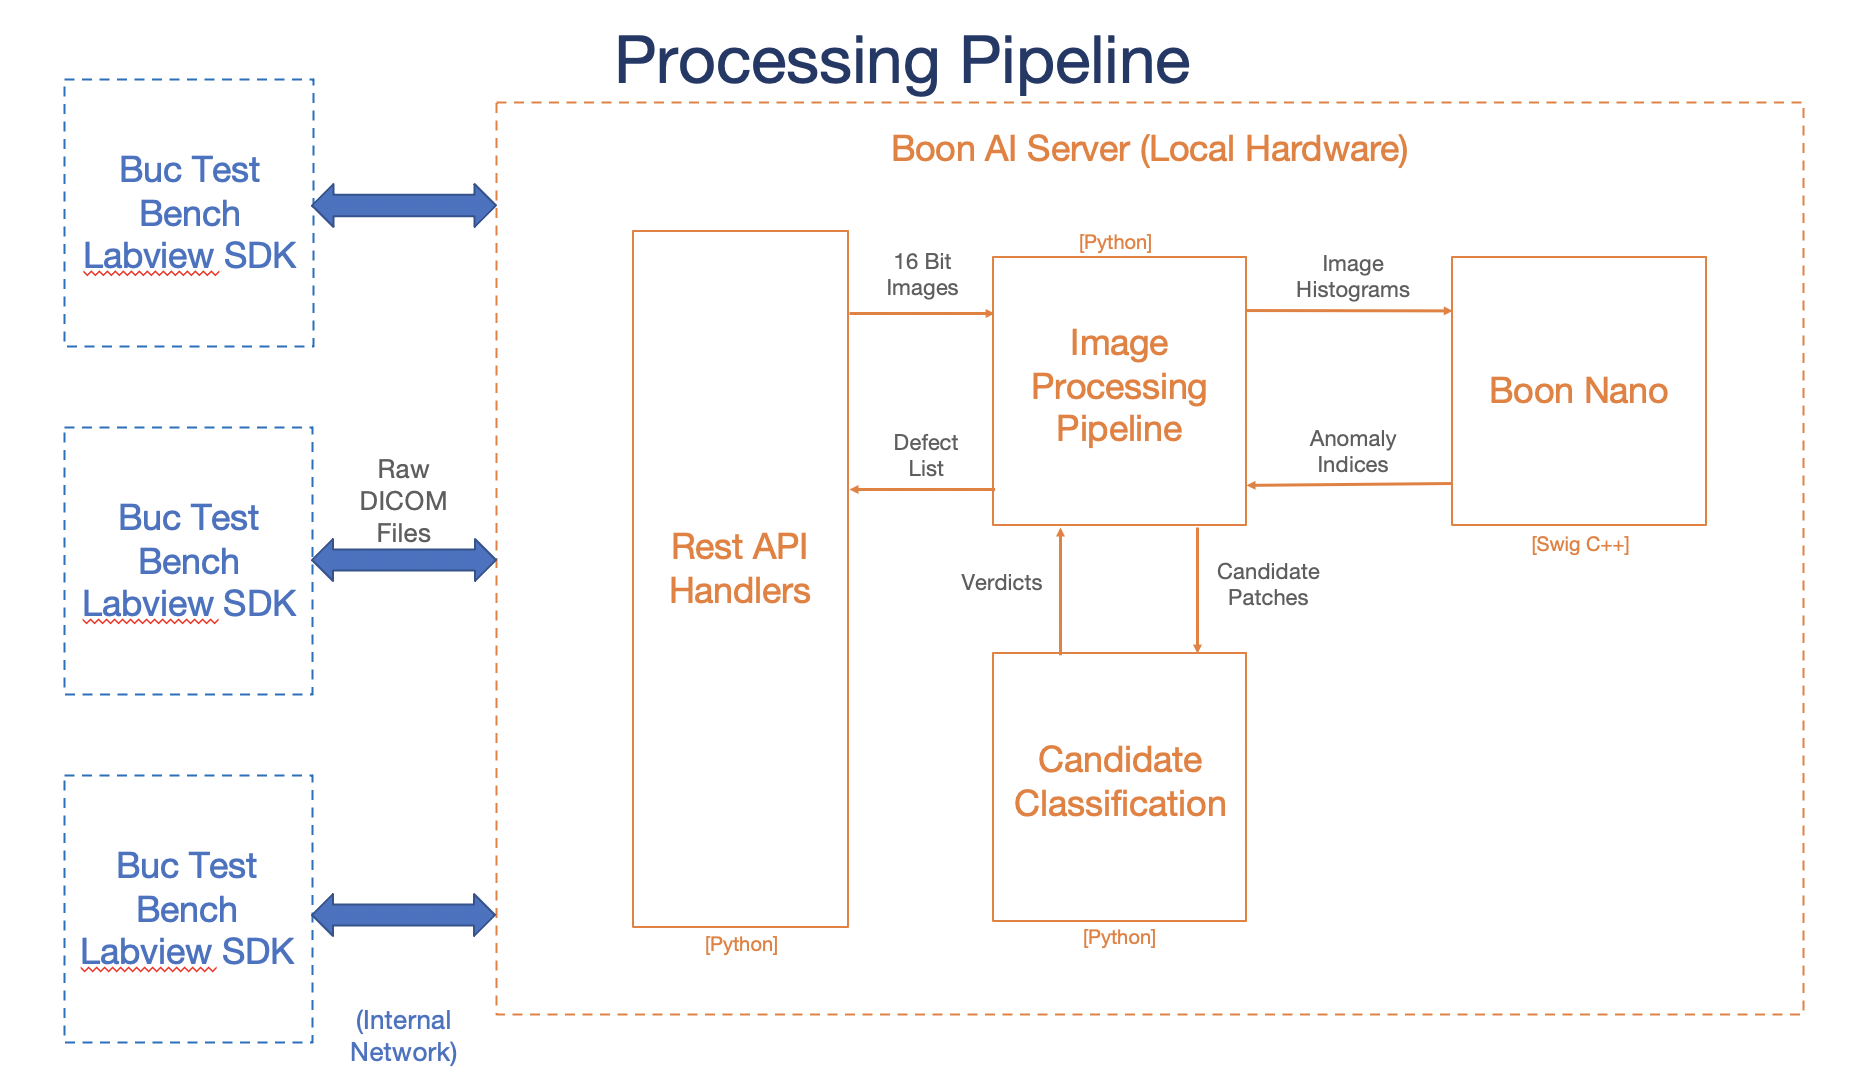 Processing Pipeline
Buc Test
Bench
Labview SDK
Buc Test
Bench
Labview SDK
Buc Test
Bench
Labview SDK
Raw
DICOM
Files
(Internal
Network)
Boon AI Server (Local Hardware)
Rest API
Handlers
[Python]
16 Bit
Images
Defect
List
[Python]
Image
Processing
Pipeline
Image
Histograms
Anomaly
Indices
Boon Nano
[Swig C++]
Verdicts
Candidate
Patches
Candidate
Classification
[Python]